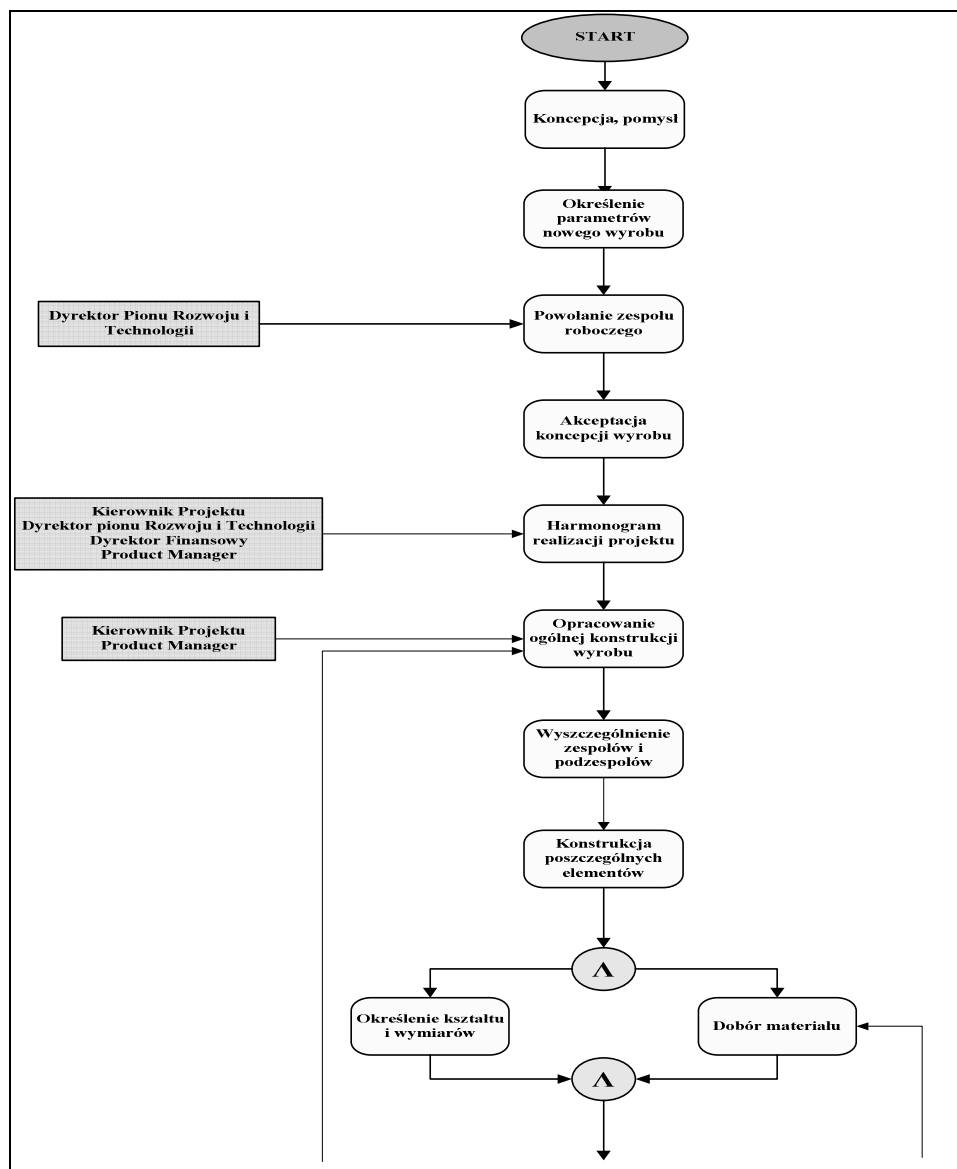 START
Koncepcja, pomysł
Określenie
parametrów
nowego wyrobu
Dyrektor Pionu Rozwoju i
Technologii
Powołanie zespołu
roboczego
Akceptacja
koncepcji wyrobu
Kierownik Projektu
Dyrektor pionu Rozwoju i Technologii
Dyrektor Finansowy
Product Manager
Harmonogram
realizacji projektu
Kierownik Projektu
Product Manager
Opracowanie
ogólnej konstrukcji
wyrobu
Wyszczególnienie
zespołów i
podzespołów
Konstrukcja
poszczególnych
elementów
Λ
Określenie kształtu
i wymiarów
Dobór materiału
Λ